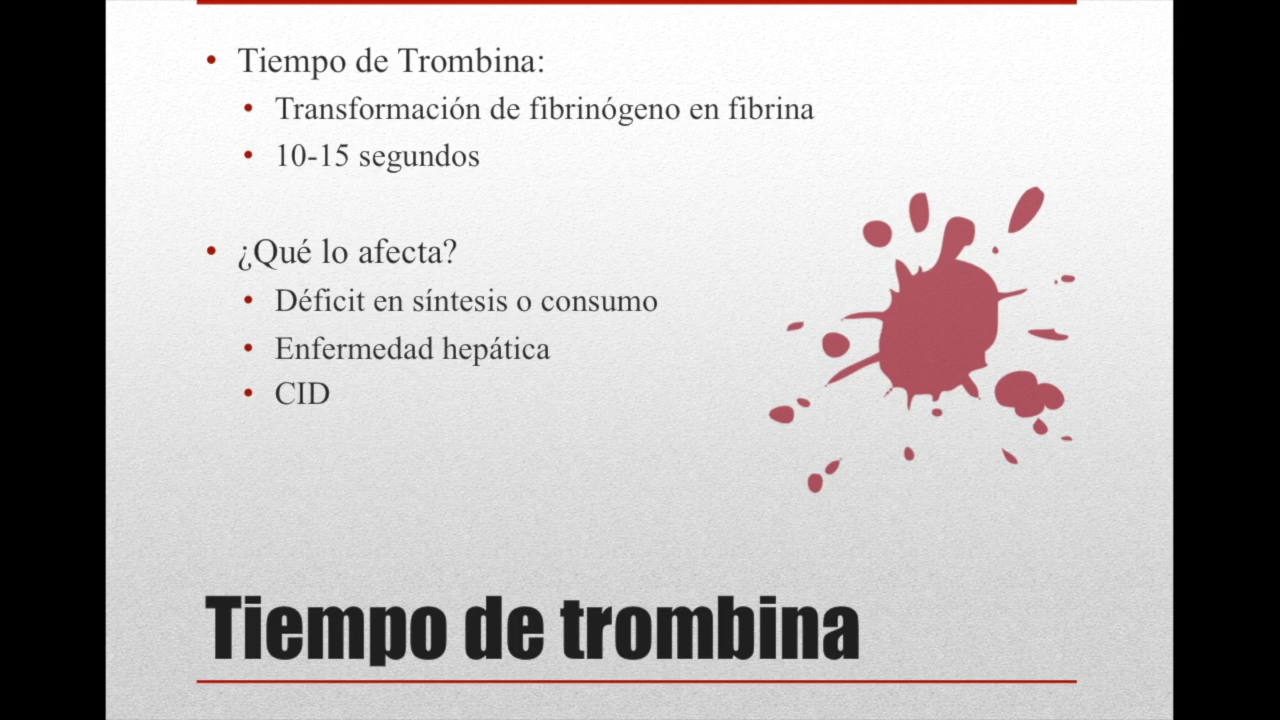 Tiempo de Trombina:
Transformación de fibrinógeno en fibrina
10-15 segundos
¿Qué lo afecta?
Déficit en síntesis o consumo
Enfermedad hepática
CID
Tiempo de trombina